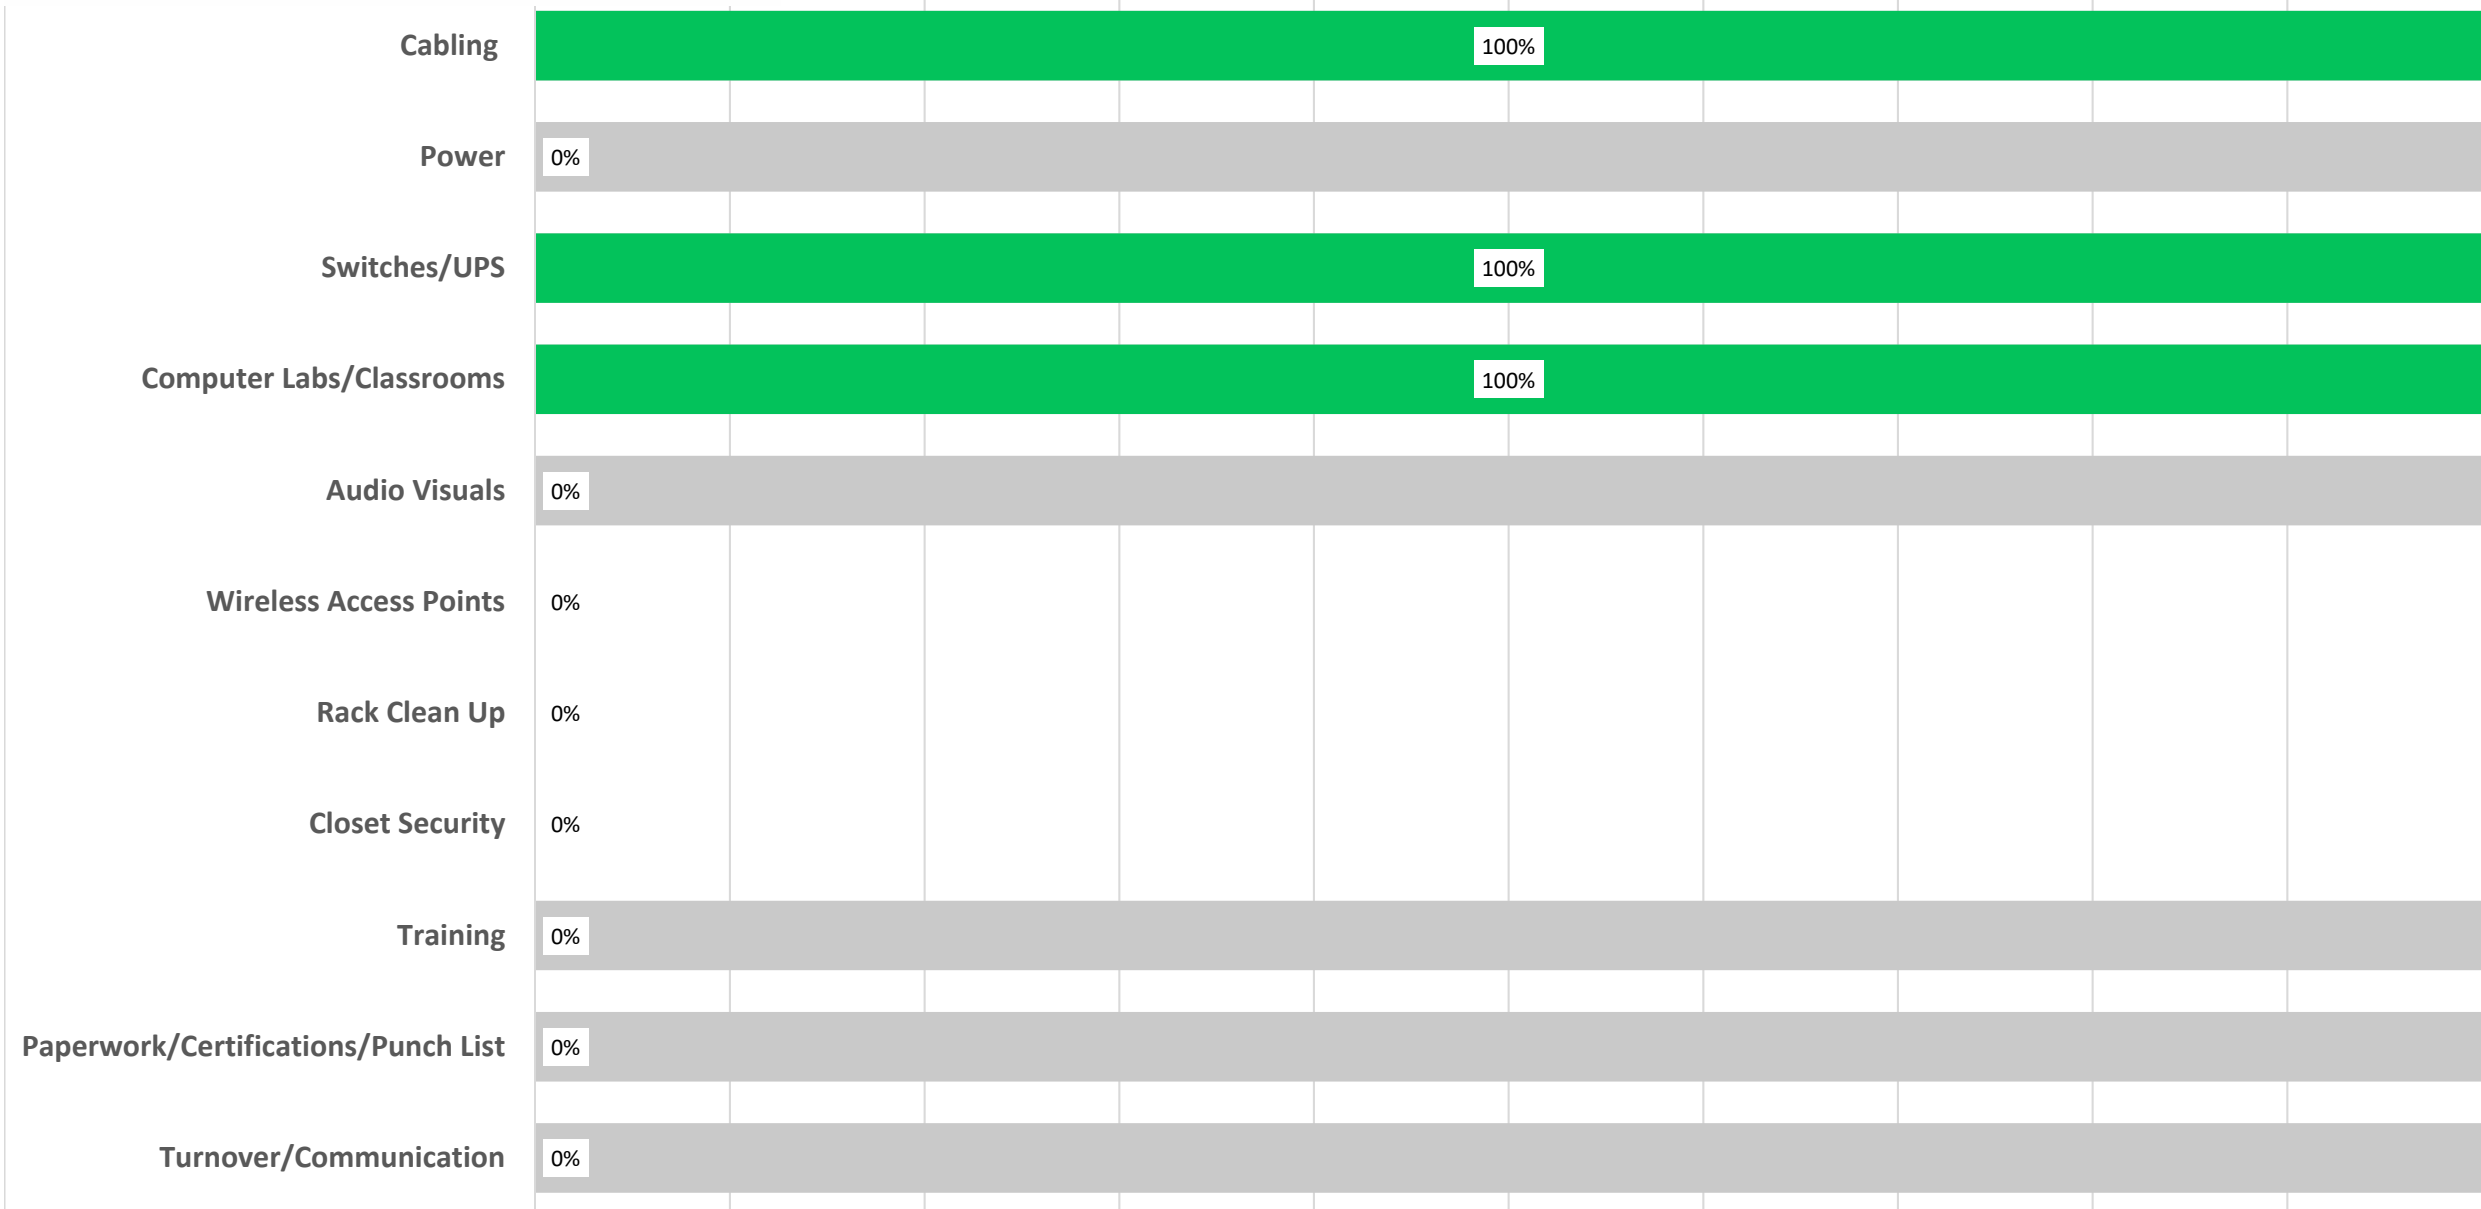 Cabling 100%
Power 0%
Switches/UPS 100%
Computer Labs/Classrooms 100%
Audio Visuals 0%
Wireless Access Points 0%
Rack Clean Up 0%
Closet Security 0%
Training 0%
Paperwork/Certifications/Punch List 0%
Turnover/Communication 0%